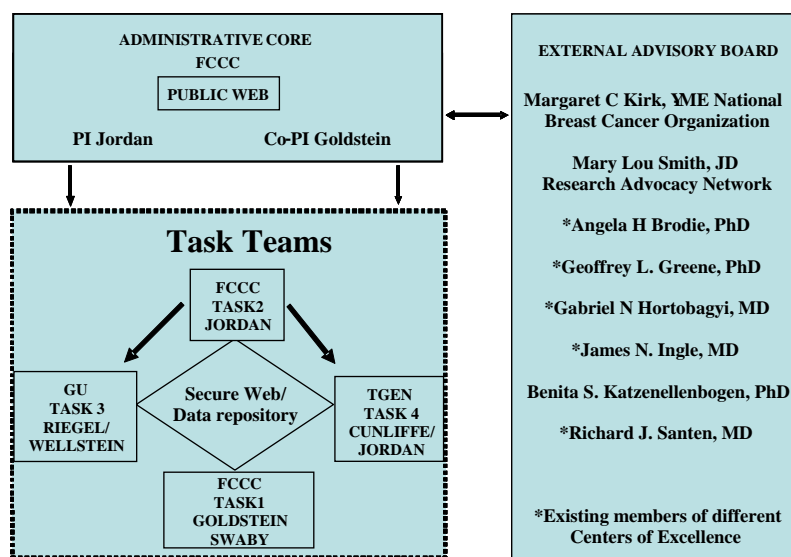 ADMINISTRATIVE CORE
FCCC
PUBLIC WEB
PI Jordan
Co-PI Goldstein
Task Teams
FCCC
TASK2
JORDAN
GU
TASK 3
RIEGEL/
WELLSTEIN
Secure Web/
Data repository
TGEN
TASK 4
CUNLIFFE/
JORDAN
FCCC
TASK1
GOLDSTEIN
SWABY
EXTERNAL ADVISORY BOARD
Margaret C Kirk, Y-ME National
Breast Cancer Organization
Mary Lou Smith, JD
Research Advocacy Network
*Angela H Brodie, PhD
*Geoffrey L. Greene, PhD
*Gabriel N Hortobagyi, MD
*James N. Ingle, MD
Benita S. Katzenellenbogen, PhD
*Richard J. Santen, MD
*Existing members of different
Centers of Excellence